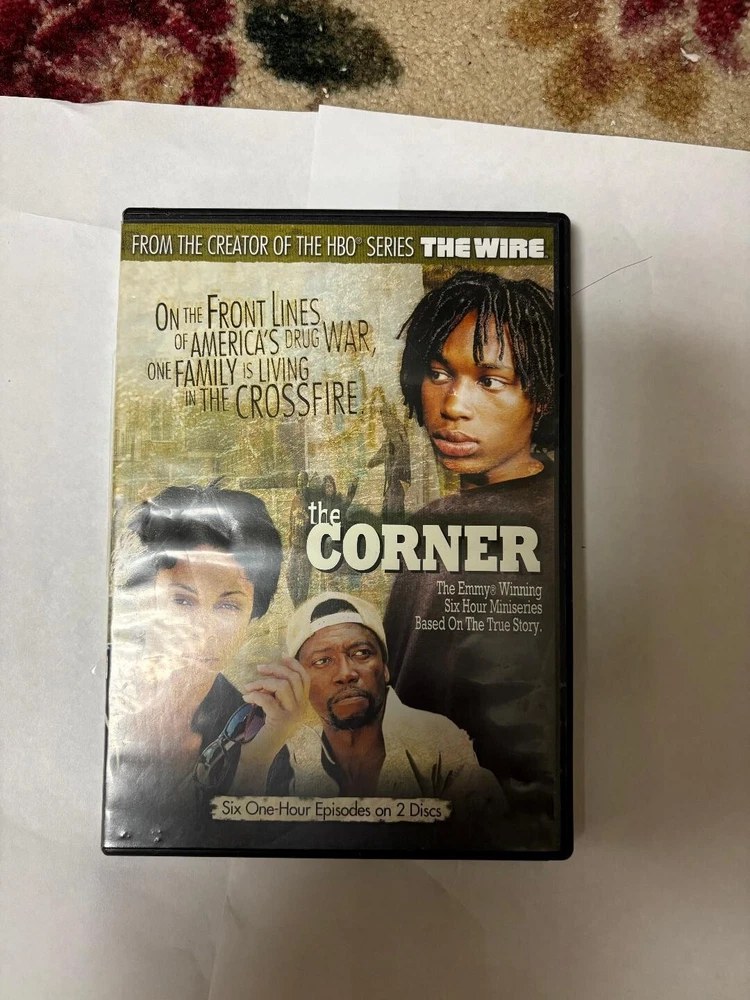 FROM THE CREATOR OF THE HBO® SERIES THE WIRE.
ON THE FRONT LINES
OF AMERICA'S DRUG WAR,
ONE FAMILY IS LIVING
IN THE CROSSFIRE.
the
CORNER
The Emmy® Winning
Six Hour Miniseries
Based On The True Story.
Six One-Hour Episodes on 2 Discs